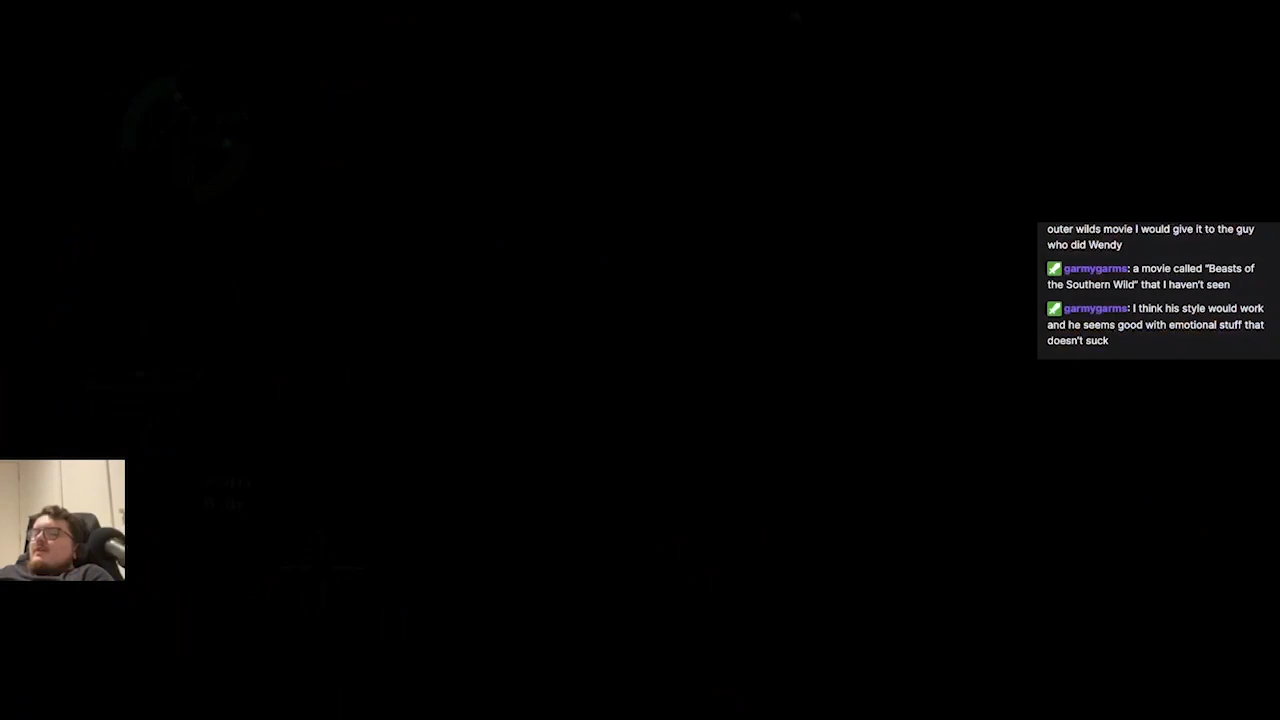 outer wilds movie I would give it to the guy
who did Wendy
garmygarms: a movie called "Beasts of
the Southern Wild" that I haven't seen
garmygarms: I think his style would work
and he seems good with emotional stuff that
doesn't suck